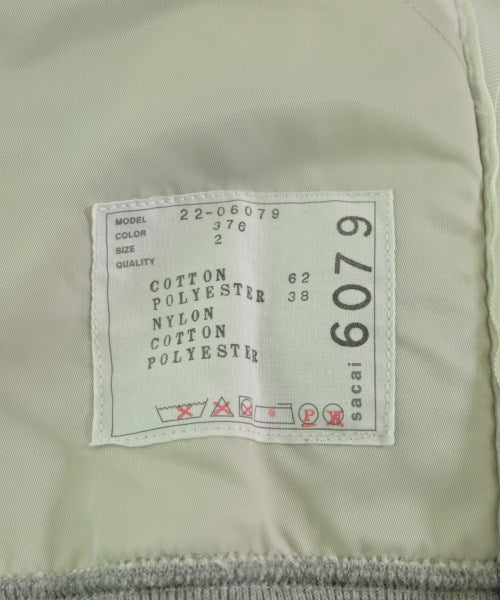 MODEL 22-06079
COLOR 376
SIZE 2
QUALITY
COTTON 62
POLYESTER 38
NYLON
COTTON
POLYESTER
P W
sacai 6079